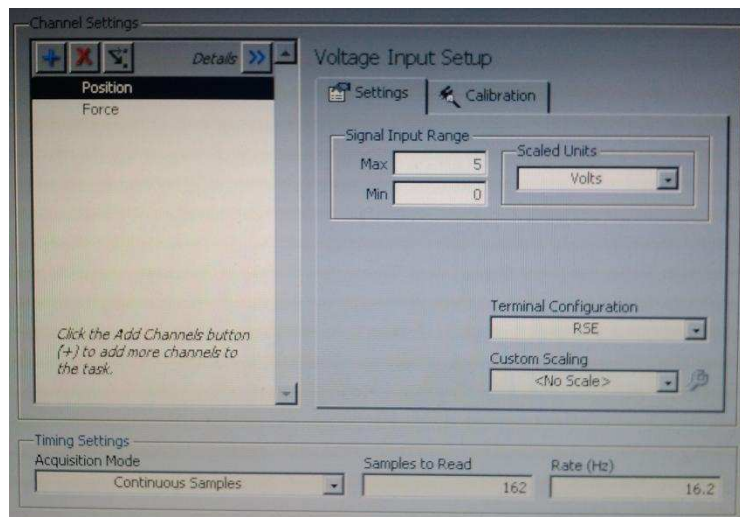 Channel Settings
Details
Position
Force
Click the Add Channels button
(+) to add more channels to
the task.
Voltage Input Setup
Settings
Calibration
Signal Input Range
Max 5
Min 0
Scaled Units
Volts
Terminal Configuration
RSE
Custom Scaling
<No Scale>
Timing Settings
Acquisition Mode
Continuous Samples
Samples to Read
162
Rate (Hz)
16.2